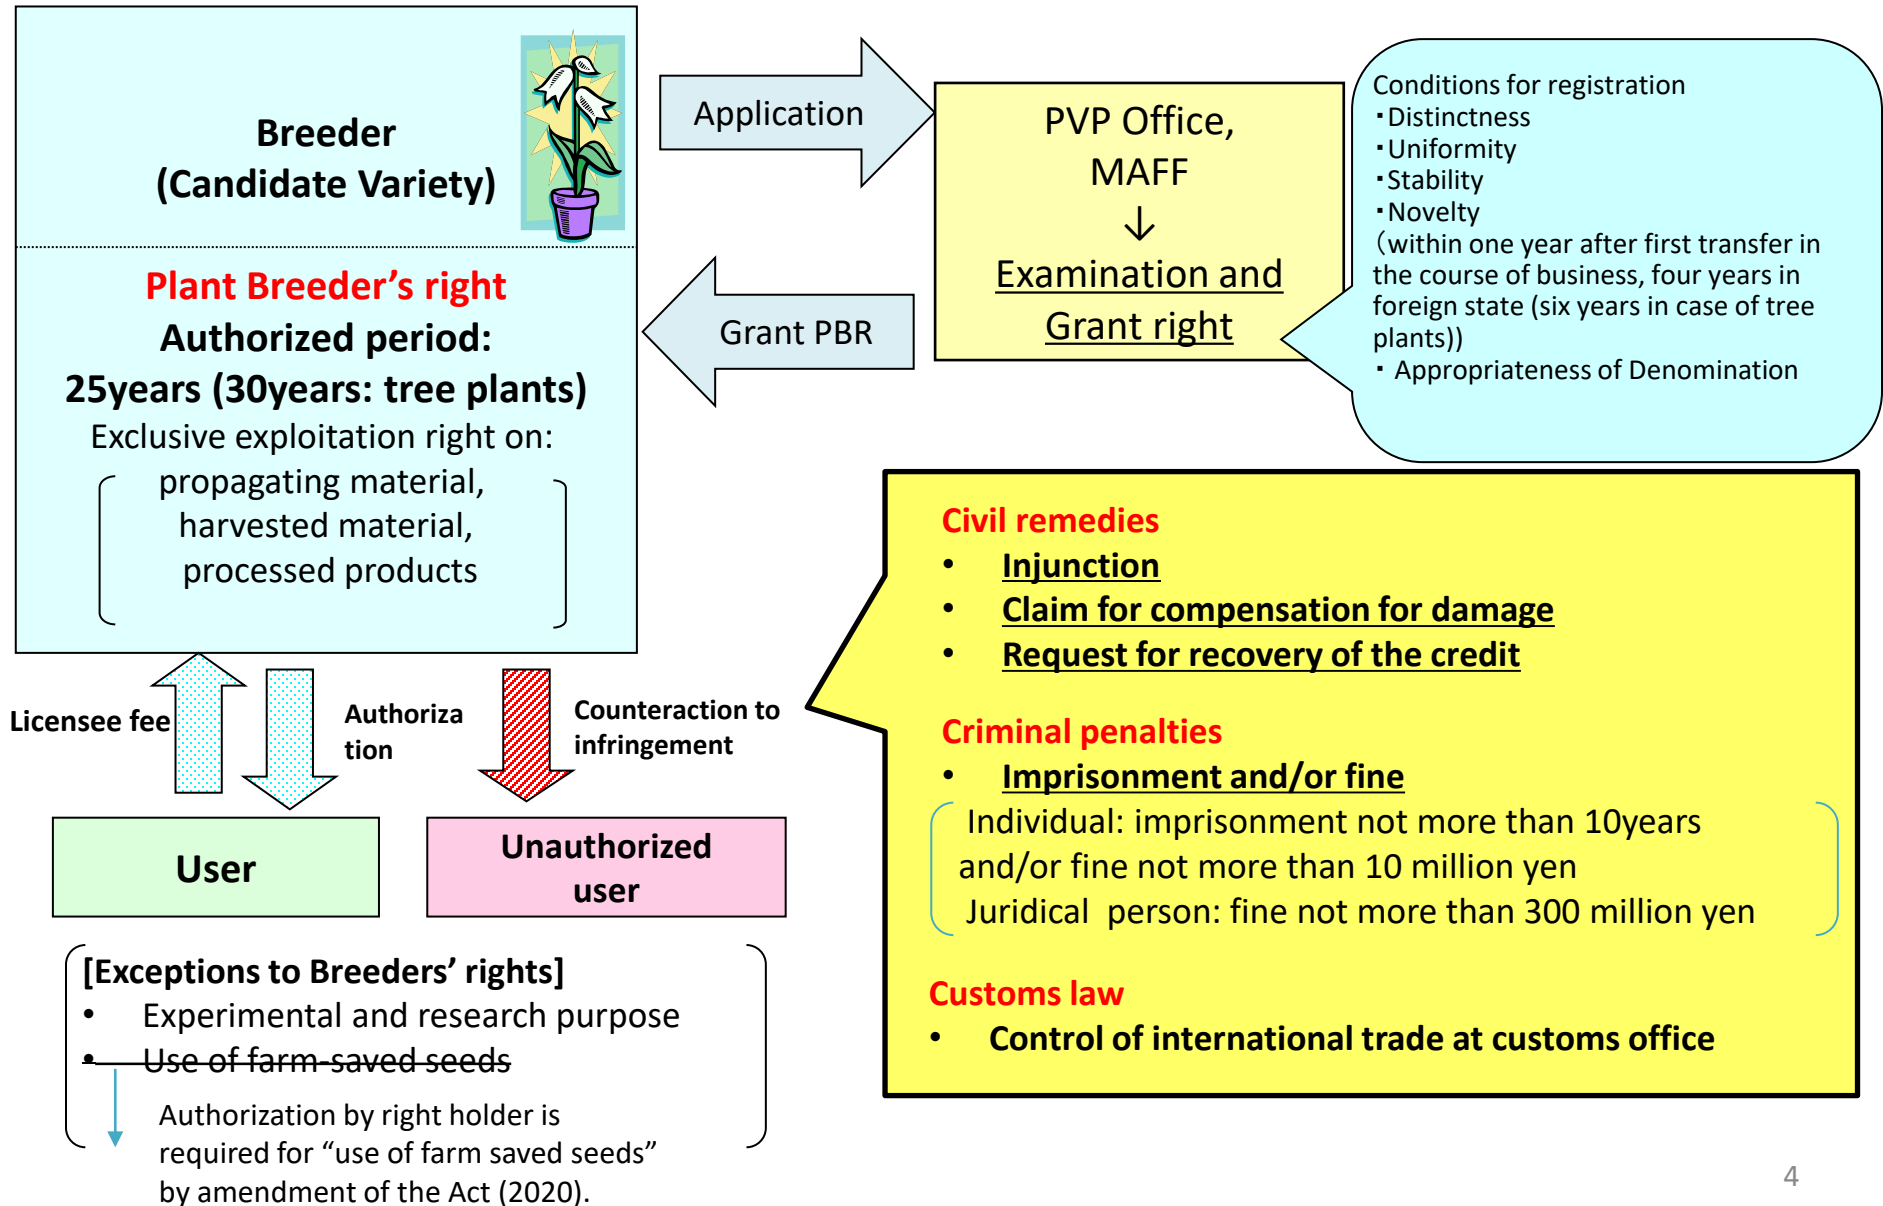 Breeder
(Candidate Variety)
Plant Breeder’s right
Authorized period:
25years (30years: tree plants)
Exclusive exploitation right on:
propagating material,
harvested material,
processed products
Application
Grant PBR
PVP Office,
MAFF
↓
Examination and
Grant right
Conditions for registration
・Distinctness
・Uniformity
・Stability
・Novelty
（within one year after first transfer in
the course of business, four years in
foreign state (six years in case of tree
plants))
・ Appropriateness of Denomination
Licensee fee
Authoriza
tion
Counteraction to
infringement
User
Unauthorized
user
[Exceptions to Breeders’ rights]
• Experimental and research purpose
• Use of farm-saved seeds
Authorization by right holder is
required for “use of farm saved seeds”
by amendment of the Act (2020).
Civil remedies
• Injunction
• Claim for compensation for damage
• Request for recovery of the credit
Criminal penalties
• Imprisonment and/or fine
Individual: imprisonment not more than 10years
and/or fine not more than 10 million yen
Juridical person: fine not more than 300 million yen
Customs law
• Control of international trade at customs office
4